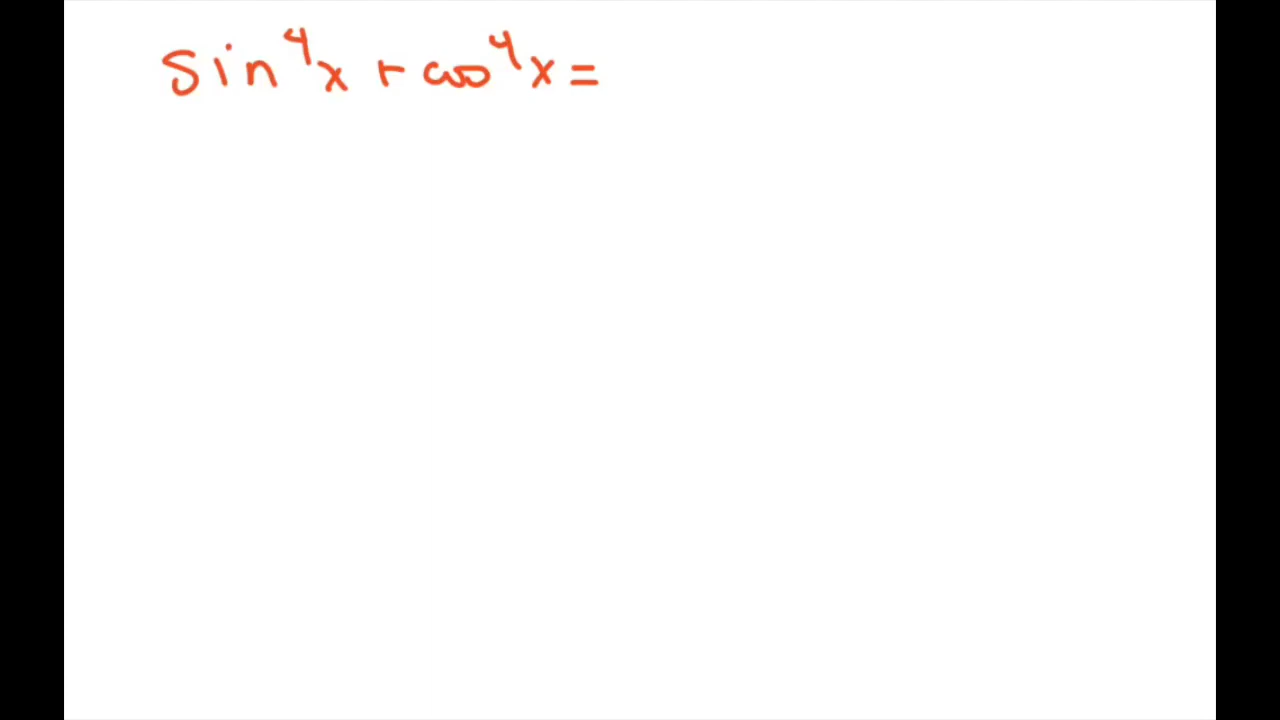 sin⁴x + cos⁴x =